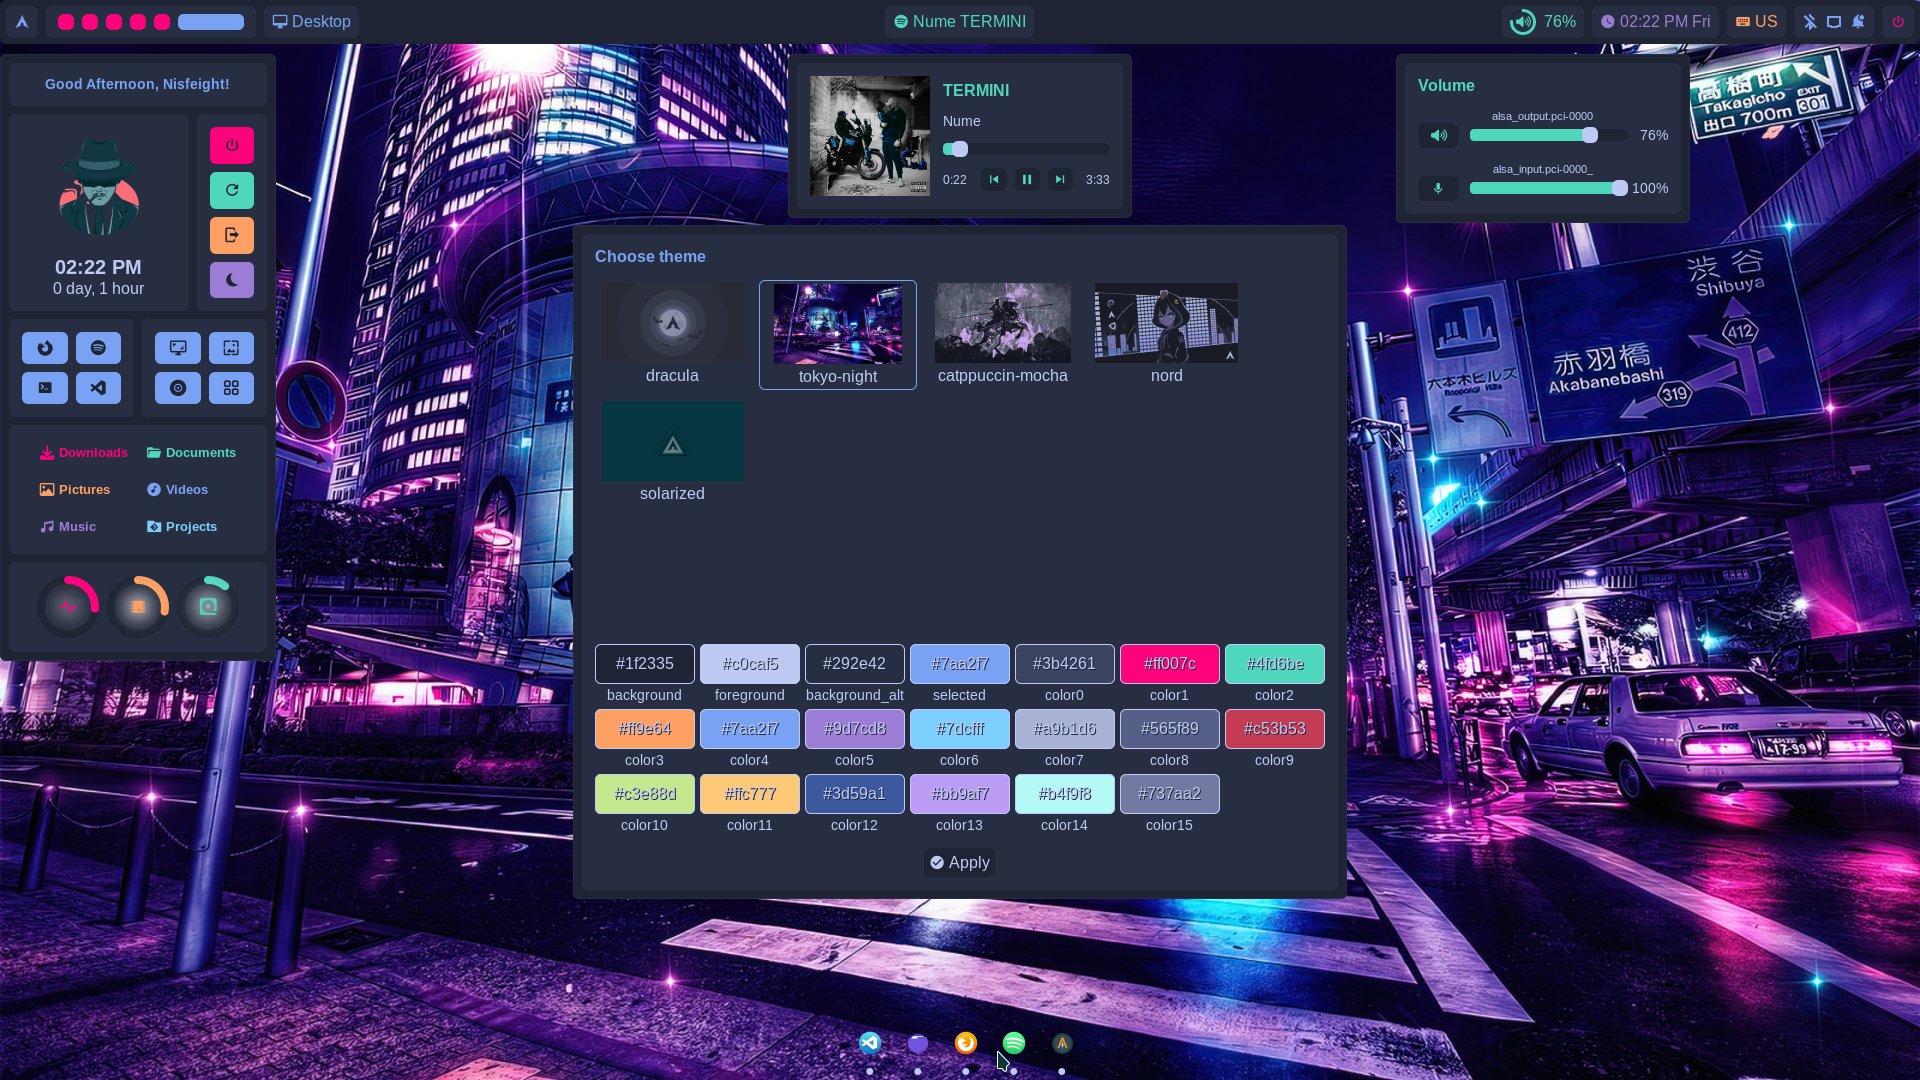 Desktop
Nume TERMINI
76%
02:22 PM Fri
US
Good Afternoon, Nisfeight!
02:22 PM
0 day, 1 hour
Downloads
Documents
Pictures
Videos
Music
Projects
TERMINI
Nume
0:22
3:33
Volume
alsa_output.pci-0000
76%
alsa_input.pci-0000_
100%
Choose theme
dracula
tokyo-night
catppuccin-mocha
nord
solarized
#1f2335
#c0caf5
#292e42
#7aa2f7
#3b4261
#ff007c
#4fd6be
background
foreground
background_alt
selected
color0
color1
color2
#ff9e64
#7aa2f7
#9d7cd8
#7dcfff
#a9b1d6
#565f89
#c53b53
color3
color4
color5
color6
color7
color8
color9
#c3e88d
#ffc777
#3d59a1
#bb9af7
#b4f9f8
#737aa2
color10
color11
color12
color13
color14
color15
Apply
Takagicho
EXIT
301
出口 700m
渋谷
Shibuya
412
赤羽橋
Akabanebashi
319
六本木ヒルズ
17-99